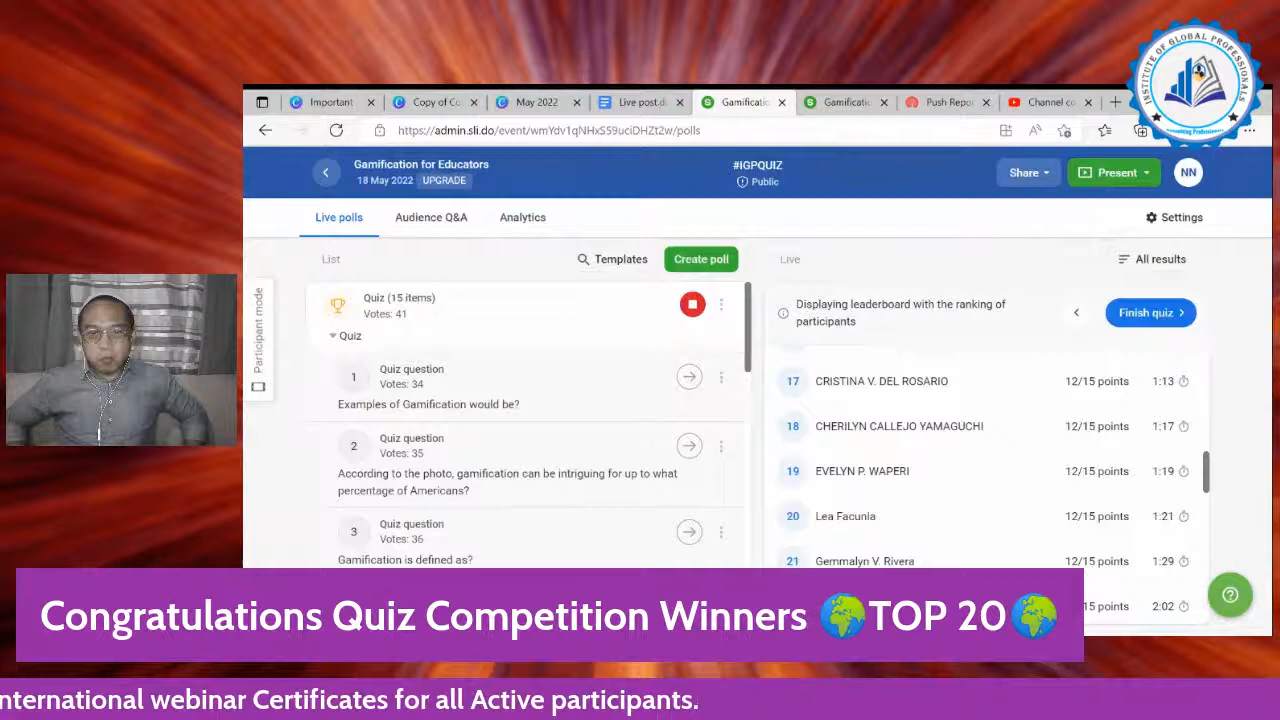 INSTITUTE OF GLOBAL PROFESSIONALS
Important
Copy of Co
May 2022
Live post.d
Gamificatio
Gamificatic
Push Repo
Channel co
https://admin.sli.do/event/wmYdv1qNHxS59uciDHZt2w/polls
Gamification for Educators
18 May 2022 UPGRADE
#IGPQUIZ
Public
Share
Present
NN
Live polls
Audience Q&A
Analytics
Settings
List
Templates
Create poll
Live
All results
Participant mode
Quiz (15 items)
Votes: 41
Quiz
1 Quiz question
Votes: 34
Examples of Gamification would be?
2 Quiz question
Votes: 35
According to the photo, gamification can be intriguing for up to what
percentage of Americans?
3 Quiz question
Votes: 36
Gamification is defined as?
Displaying leaderboard with the ranking of
participants
Finish quiz
17 CRISTINA V. DEL ROSARIO 12/15 points 1:13
18 CHERILYN CALLEJO YAMAGUCHI 12/15 points 1:17
19 EVELYN P. WAPERI 12/15 points 1:19
20 Lea Facunla 12/15 points 1:21
21 Gemmalyn V. Rivera 12/15 points 1:29
15 points 2:02
Congratulations Quiz Competition Winners 🌍TOP 20🌍
nternational webinar Certificates for all Active participants.